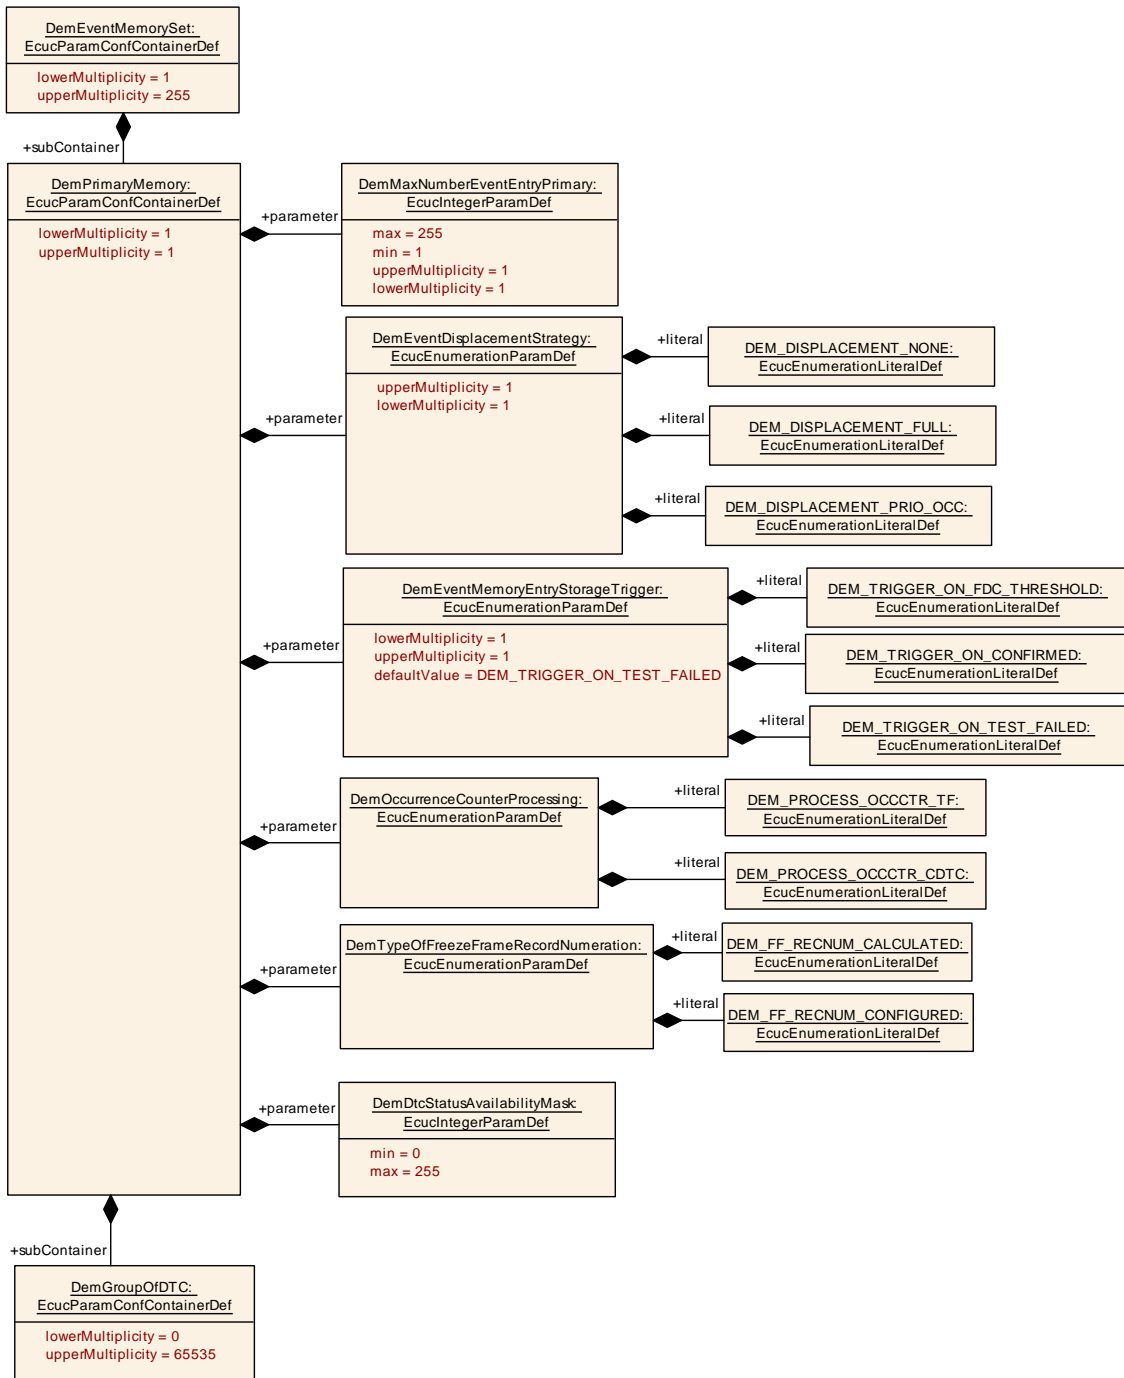 DemEventMemorySet:
EcucParamConfContainerDef
lowerMultiplicity = 1
upperMultiplicity = 255
+subContainer
DemPrimaryMemory:
EcucParamConfContainerDef
lowerMultiplicity = 1
upperMultiplicity = 1
+parameter
DemMaxNumberEventEntryPrimary:
EcucIntegerParamDef
max = 255
min = 1
upperMultiplicity = 1
lowerMultiplicity = 1
+parameter
DemEventDisplacementStrategy:
EcucEnumerationParamDef
upperMultiplicity = 1
lowerMultiplicity = 1
+literal
DEM_DISPLACEMENT_NONE:
EcucEnumerationLiteralDef
+literal
DEM_DISPLACEMENT_FULL:
EcucEnumerationLiteralDef
+literal
DEM_DISPLACEMENT_PRIO_OCC:
EcucEnumerationLiteralDef
+parameter
DemEventMemoryEntryStorageTrigger:
EcucEnumerationParamDef
lowerMultiplicity = 1
upperMultiplicity = 1
defaultValue = DEM_TRIGGER_ON_TEST_FAILED
+literal
DEM_TRIGGER_ON_FDC_THRESHOLD:
EcucEnumerationLiteralDef
+literal
DEM_TRIGGER_ON_CONFIRMED:
EcucEnumerationLiteralDef
+literal
DEM_TRIGGER_ON_TEST_FAILED:
EcucEnumerationLiteralDef
+parameter
DemOccurrenceCounterProcessing:
EcucEnumerationParamDef
+literal
DEM_PROCESS_OCCCTR_TF:
EcucEnumerationLiteralDef
+literal
DEM_PROCESS_OCCCTR_CDTC:
EcucEnumerationLiteralDef
+parameter
DemTypeOfFreezeFrameRecordNumeration:
EcucEnumerationParamDef
+literal
DEM_FF_RECNUM_CALCULATED:
EcucEnumerationLiteralDef
+literal
DEM_FF_RECNUM_CONFIGURED:
EcucEnumerationLiteralDef
+parameter
DemDtcStatusAvailabilityMask:
EcucIntegerParamDef
min = 0
max = 255
+subContainer
DemGroupOfDTC:
EcucParamConfContainerDef
lowerMultiplicity = 0
upperMultiplicity = 65535